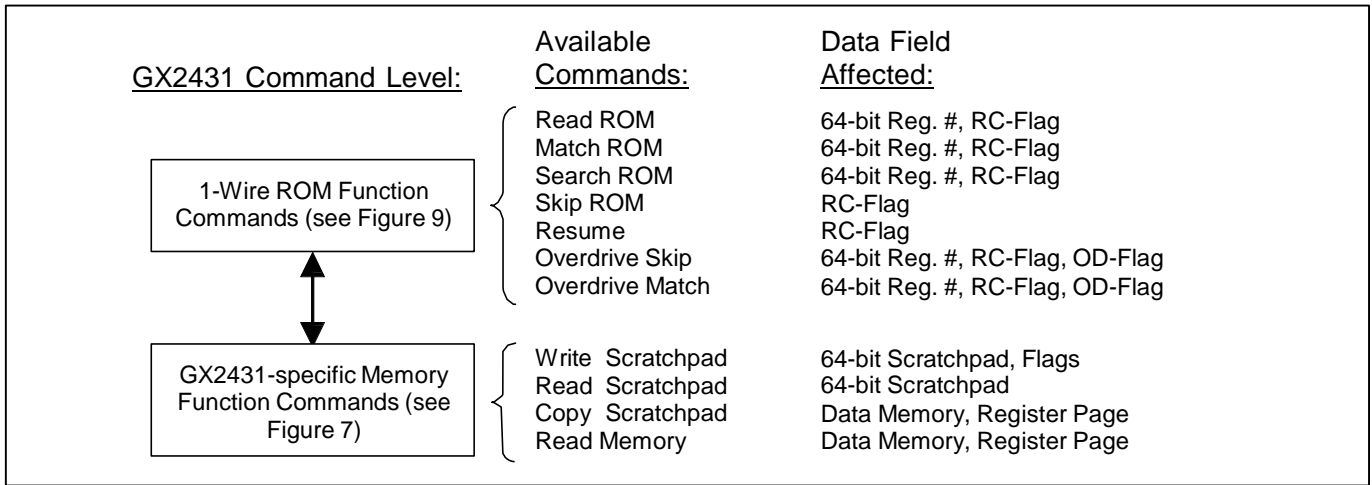 GX2431 Command Level:
Available
Commands:
Data Field
Affected:
1-Wire ROM Function
Commands (see Figure 9)
Read ROM 64-bit Reg. #, RC-Flag
Match ROM 64-bit Reg. #, RC-Flag
Search ROM 64-bit Reg. #, RC-Flag
Skip ROM RC-Flag
Resume RC-Flag
Overdrive Skip 64-bit Reg. #, RC-Flag, OD-Flag
Overdrive Match 64-bit Reg. #, RC-Flag, OD-Flag
GX2431-specific Memory
Function Commands (see
Figure 7)
Write Scratchpad 64-bit Scratchpad, Flags
Read Scratchpad 64-bit Scratchpad
Copy Scratchpad Data Memory, Register Page
Read Memory Data Memory, Register Page